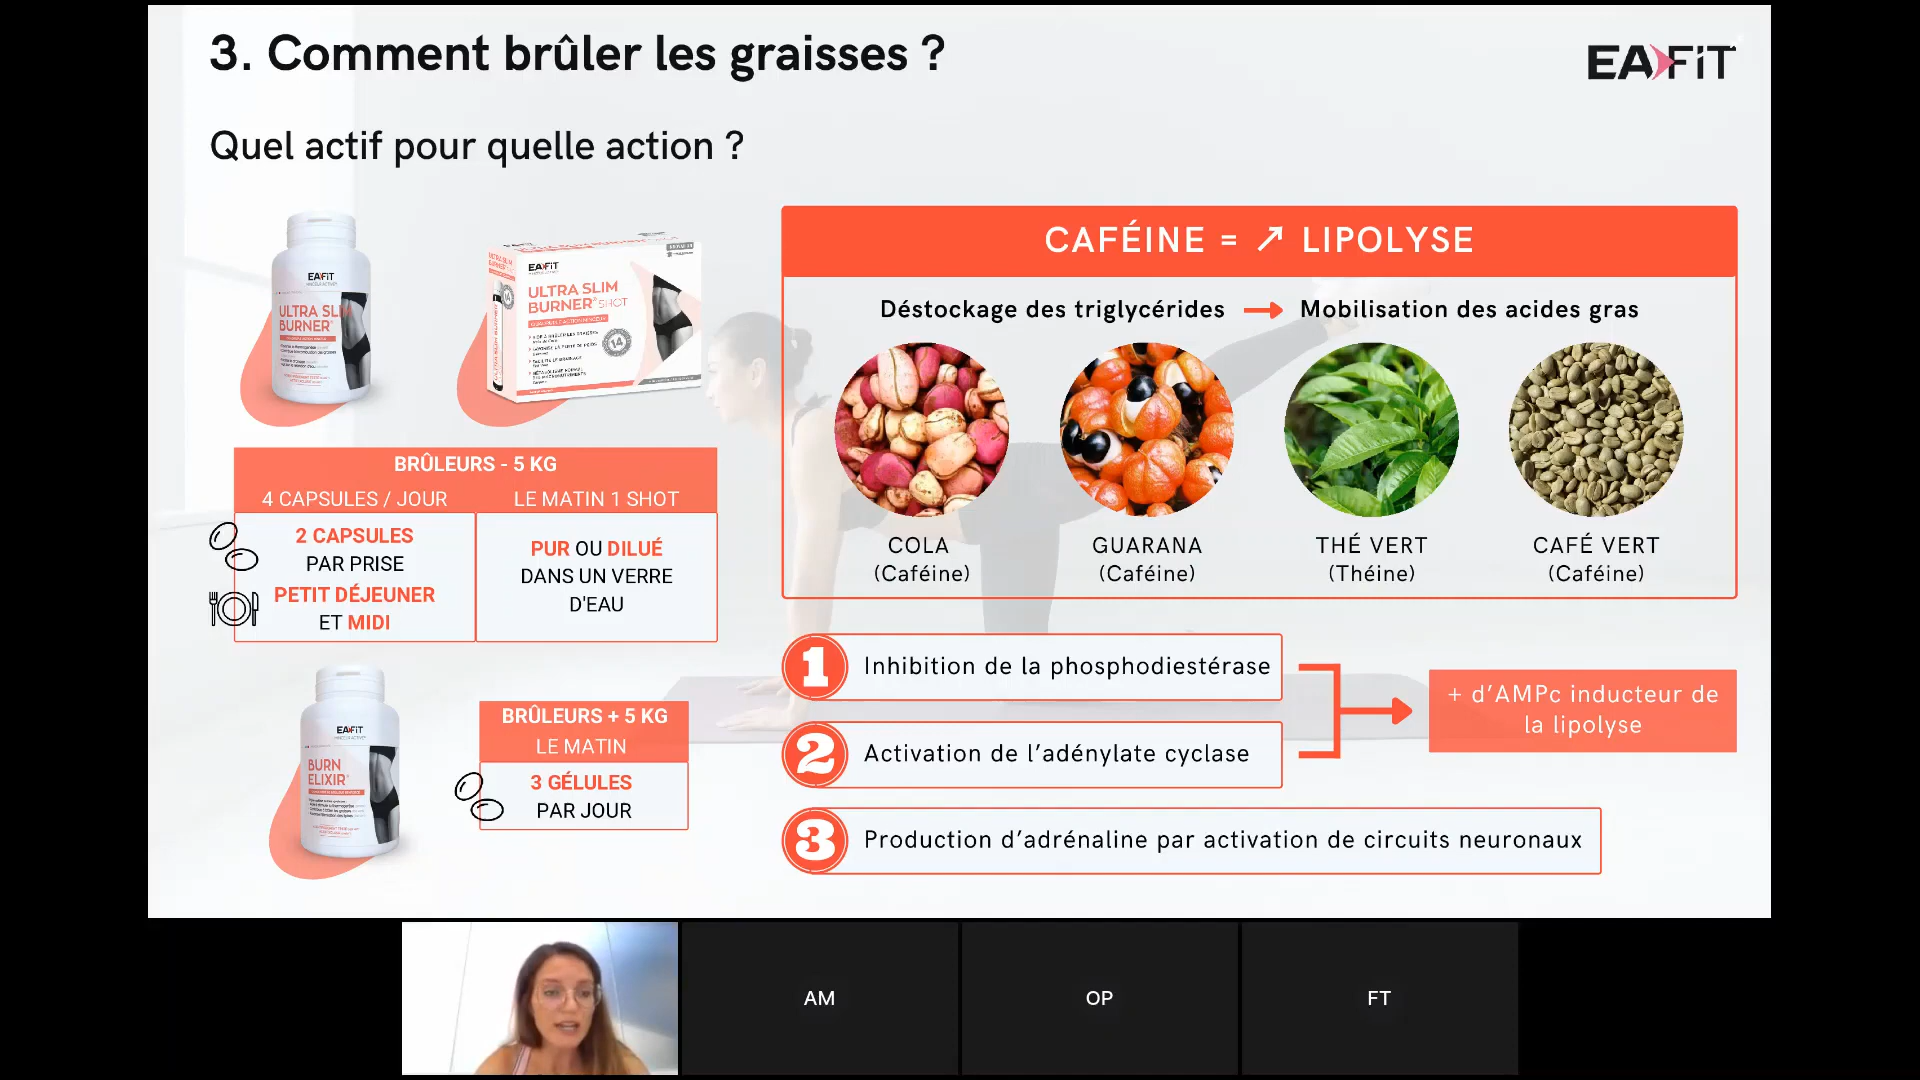 3. Comment brûler les graisses ?
EAFiT
Quel actif pour quelle action ?
EAFiT
ULTRA SLIM
BURNER®
EAFiT
ULTRA SLIM
BURNER® SHOT
14
BRÛLEURS - 5 KG
4 CAPSULES / JOUR
LE MATIN 1 SHOT
2 CAPSULES
PAR PRISE
PETIT DÉJEUNER
ET MIDI
PUR OU DILUÉ
DANS UN VERRE
D'EAU
EAFiT
BURN
ELIXIR®
BRÛLEURS + 5 KG
LE MATIN
3 GÉLULES
PAR JOUR
CAFÉINE = ↗ LIPOLYSE
Déstockage des triglycérides → Mobilisation des acides gras
COLA
(Caféine)
GUARANA
(Caféine)
THÉ VERT
(Théine)
CAFÉ VERT
(Caféine)
1 Inhibition de la phosphodiestérase
2 Activation de l’adénylate cyclase
+ d’AMPc inducteur de
la lipolyse
3 Production d’adrénaline par activation de circuits neuronaux
AM
OP
FT